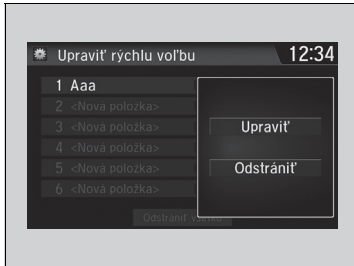 Upraviť rýchlu voľbu 12:34
1 Aaa
2 <Nová položka>
3 <Nová položka>
4 <Nová položka>
5 <Nová položka>
6 <Nová položka>
Upraviť
Odstrániť
Odstrániť všetko